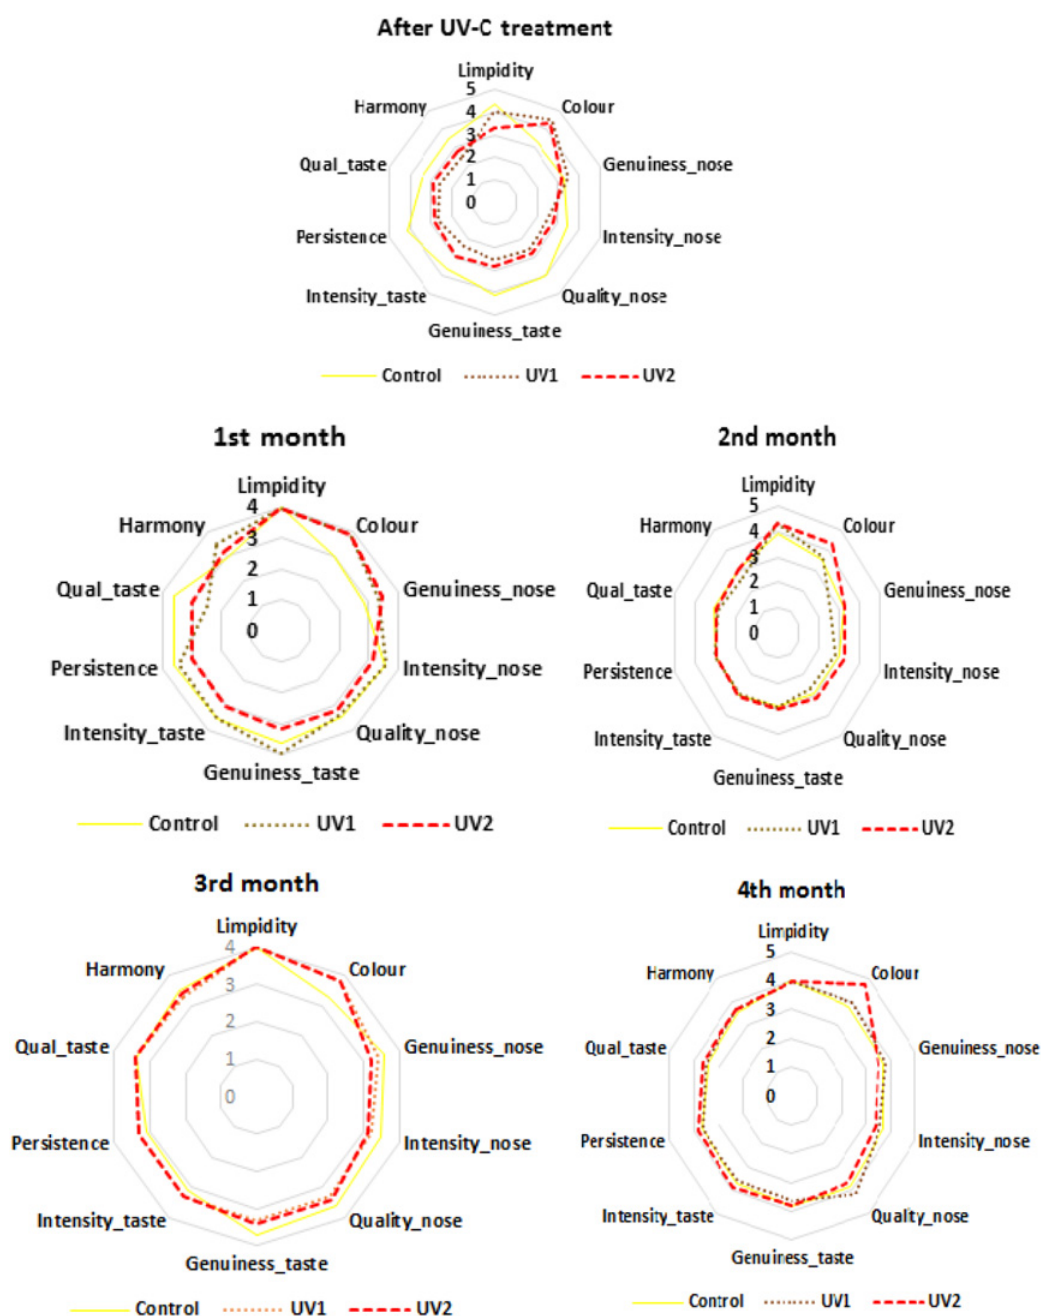 After UV-C treatment
Limpidity
5
Harmony
4
Colour
3
Qual_taste
2
Genuiness_nose
1
0
Persistence
Intensity_nose
Intensity_taste
Quality_nose
Genuiness_taste
Control UV1 UV2
1st month
Limpidity
4
Harmony
Colour
3
Qual_taste
2
Genuiness_nose
1
0
Persistence
Intensity_nose
Intensity_taste
Quality_nose
Genuiness_taste
Control UV1 UV2
2nd month
Limpidity
5
Harmony
Colour
4
3
Qual_taste
2
Genuiness_nose
1
0
Persistence
Intensity_nose
Intensity_taste
Quality_nose
Genuiness_taste
Control UV1 UV2
3rd month
Limpidity
4
Harmony
Colour
3
Qual_taste
2
Genuiness_nose
1
0
Persistence
Intensity_nose
Intensity_taste
Quality_nose
Genuiness_taste
Control UV1 UV2
4th month
Limpidity
5
Harmony
Colour
4
3
Qual_taste
2
Genuiness_nose
1
0
Persistence
Intensity_nose
Intensity_taste
Quality_nose
Genuiness_taste
Control UV1 UV2